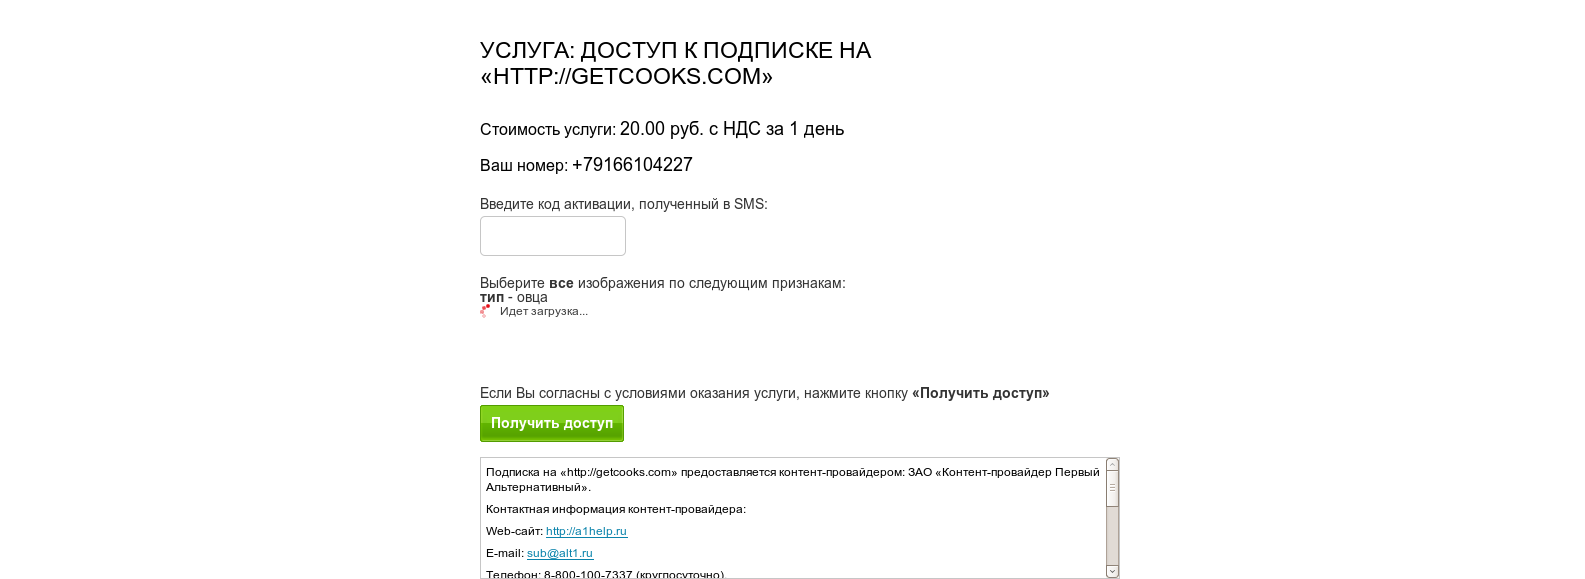 УСЛУГА: ДОСТУП К ПОДПИСКЕ НА
«HTTP://GETCOOKS.COM»
Стоимость услуги: 20.00 руб. с НДС за 1 день
Ваш номер: +79166104227
Введите код активации, полученный в SMS:
Выберите все изображения по следующим признакам:
тип - овца
Идет загрузка...
Если Вы согласны с условиями оказания услуги, нажмите кнопку «Получить доступ»
Получить доступ
Подписка на «http://getcooks.com» предоставляется контент-провайдером: ЗАО «Контент-провайдер Первый
Альтернативный».
Контактная информация контент-провайдера:
Web-сайт: http://a1help.ru
E-mail: sub@alt1.ru
Телефон: 8-800-100-7337 (круглосуточно)